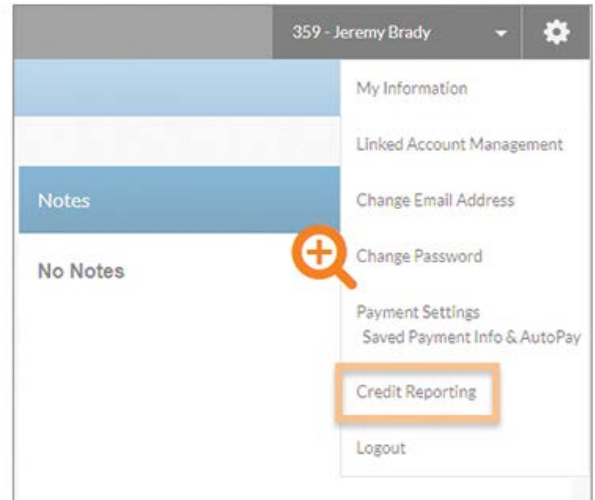 359 - Jeremy Brady
My Information
Linked Account Management
Notes
Change Email Address
No Notes
Change Password
Payment Settings
Saved Payment Info & AutoPay
Credit Reporting
Logout